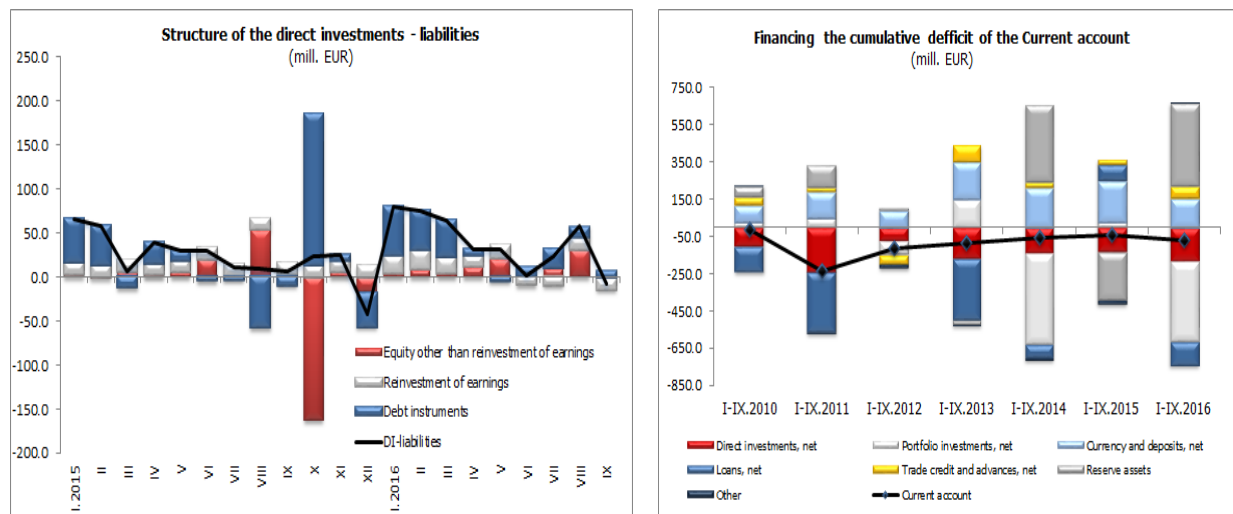 Structure of the direct investments - liabilities
(mill. EUR)
250.0
200.0
150.0
100.0
50.0
0.0
-50.0
-100.0
-150.0
-200.0
Equity other than reinvestment of earnings
Reinvestment of earnings
Debt instruments
DI-liabilities
I.2015
II
III
IV
V
VI
VII
VIII
IX
X
XI
XII
I.2016
II
III
IV
V
VI
VII
VIII
IX
Financing the cumulative defficit of the Current account
(mill. EUR)
750.0
550.0
350.0
150.0
-50.0
-250.0
-450.0
-650.0
-850.0
I-IX.2010
I-IX.2011
I-IX.2012
I-IX.2013
I-IX.2014
I-IX.2015
I-IX.2016
Direct investments, net
Portfolio investments, net
Currency and deposits, net
Loans, net
Trade credit and advances, net
Reserve assets
Other
Current account